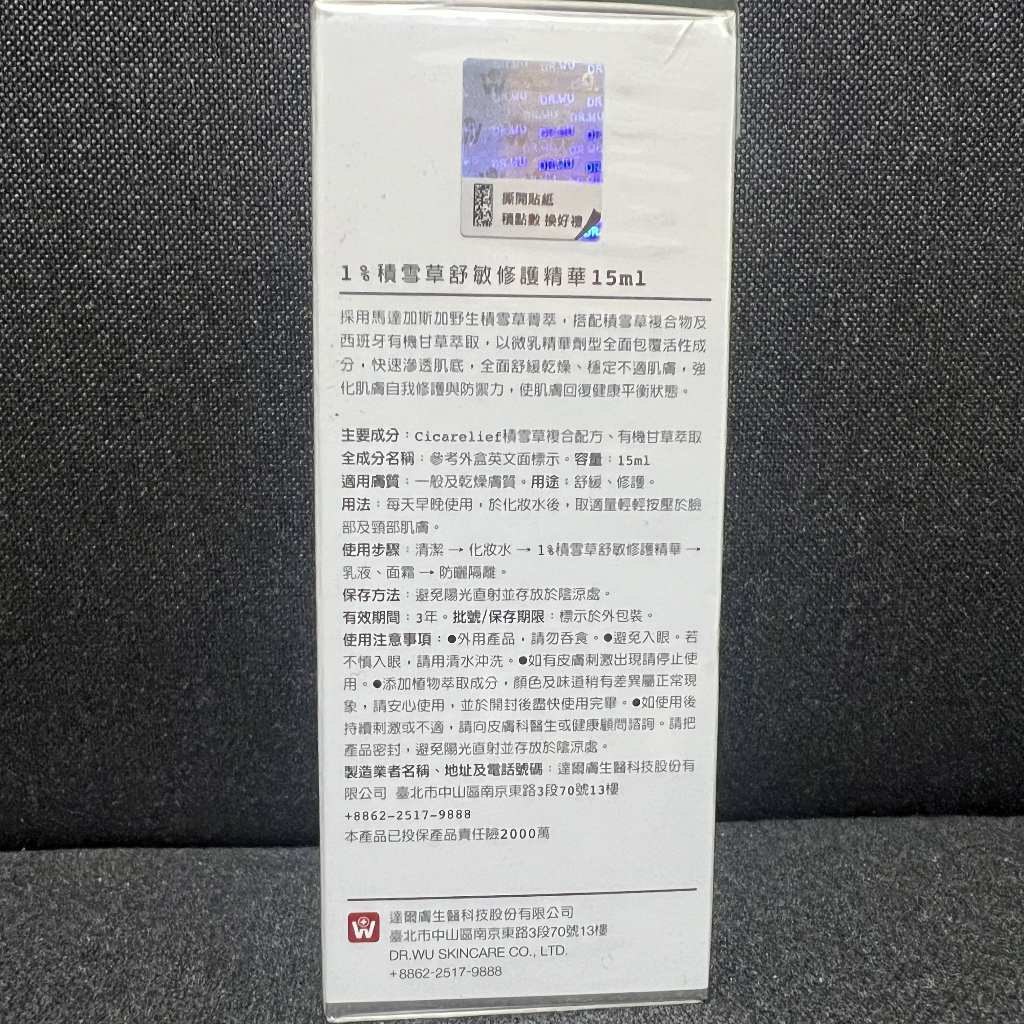 DR.WU DR
DR.WU DR.WU DR
DR.WU
DR.WU DR.WU DR
DR.WU DR.WU
DR.WU DR.WU DR
撕開貼紙
積點數 換好禮
1%積雪草舒敏修護精華15ml
採用馬達加斯加野生積雪草菁萃，搭配積雪草複合物及
西班牙有機甘草萃取，以微乳精華劑型全面包覆活性成
分，快速滲透肌底，全面舒緩乾燥、穩定不適肌膚，強
化肌膚自我修護與防禦力，使肌膚回復健康平衡狀態。
主要成分：Cicarelief積雪草複合配方、有機甘草萃取
全成分名稱：參考外盒英文面標示。容量：15ml
適用膚質：一般及乾燥膚質。用途：舒緩、修護。
用法：每天早晚使用，於化妝水後，取適量輕輕按壓於臉
部及頸部肌膚。
使用步驟：清潔 → 化妝水 → 1%積雪草舒敏修護精華 →
乳液、面霜 → 防曬隔離。
保存方法：避免陽光直射並存放於陰涼處。
有效期間：3年。批號/保存期限：標示於外包裝。
使用注意事項：●外用產品，請勿吞食。●避免入眼。若
不慎入眼，請用清水沖洗。●如有皮膚刺激出現請停止使
用。●添加植物萃取成分，顏色及味道稍有差異屬正常現
象，請安心使用，並於開封後盡快使用完畢。●如使用後
持續刺激或不適，請向皮膚科醫生或健康顧問諮詢。請把
產品密封，避免陽光直射並存放於陰涼處。
製造業者名稱、地址及電話號碼：達爾膚生醫科技股份有
限公司 臺北市中山區南京東路3段70號13樓
+8862-2517-9888
本產品已投保產品責任險2000萬
達爾膚生醫科技股份有限公司
臺北市中山區南京東路3段70號13樓
DR.WU SKINCARE CO., LTD.
+8862-2517-9888